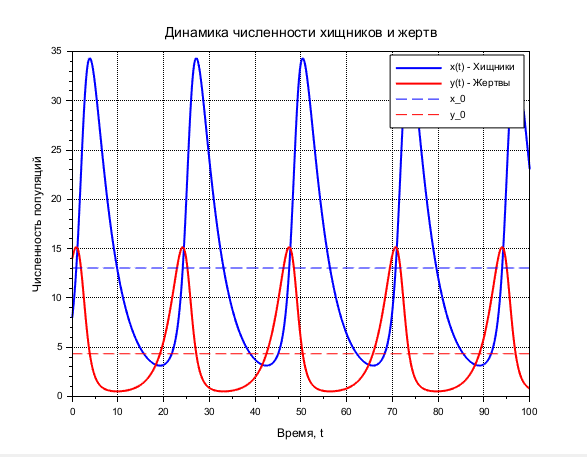 Динамика численности хищников и жертв
35
30
25
20
15
10
5
0
Численность популяций
x(t) - Хищники
y(t) - Жертвы
x_0
y_0
0 10 20 30 40 50 60 70 80 90 100
Время, t